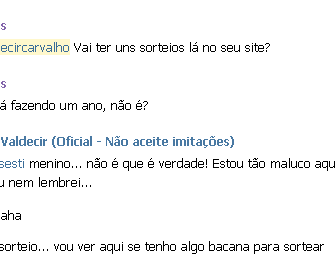 s
ecircarvalho Vai ter uns sorteios lá no seu site?
s
á fazendo um ano, não é?
Valdecir (Oficial - Não aceite imitações)
sesti menino... não é que é verdade! Estou tão maluco aqu
u nem lembrei...
aha
sorteio... vou ver aqui se tenho algo bacana para sortear